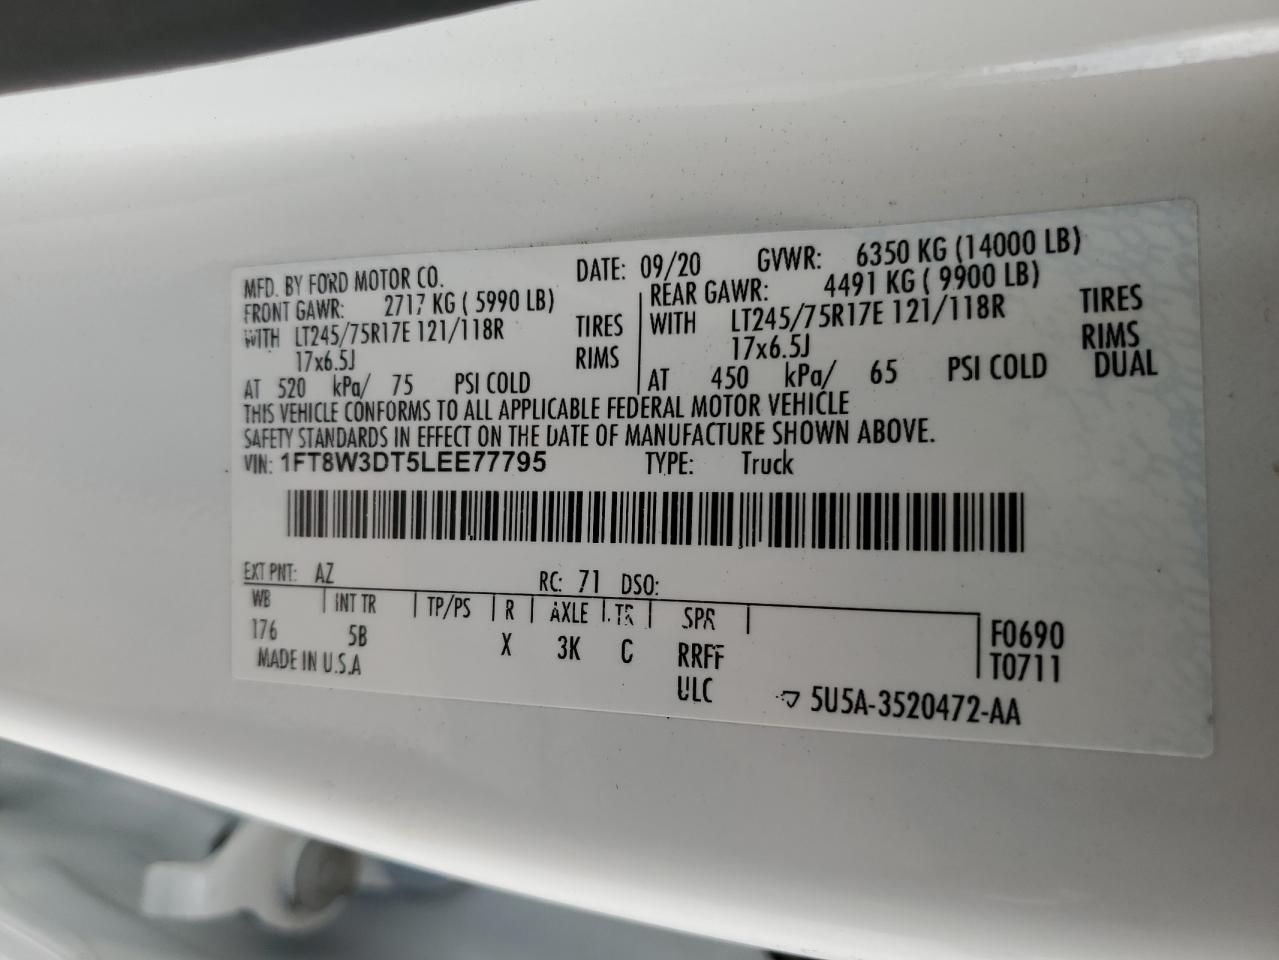 MFD. BY FORD MOTOR CO. DATE: 09/20 GVWR: 6350 KG (14000 LB)
FRONT GAWR: 2717 KG ( 5990 LB) REAR GAWR: 4491 KG ( 9900 LB)
WITH LT245/75R17E 121/118R TIRES WITH LT245/75R17E 121/118R TIRES
17x6.5J RIMS 17x6.5J RIMS
AT 520 kPa/ 75 PSI COLD AT 450 kPa/ 65 PSI COLD DUAL
THIS VEHICLE CONFORMS TO ALL APPLICABLE FEDERAL MOTOR VEHICLE
SAFETY STANDARDS IN EFFECT ON THE DATE OF MANUFACTURE SHOWN ABOVE.
VIN: 1FT8W3DT5LEE77795 TYPE: Truck
EXT PNT: AZ RC: 71 DSO:
WB INT TR TP/PS R AXLE TR SPR
176 5B X 3K C RRFF F0690
MADE IN U.S.A ULC T0711
5U5A-3520472-AA